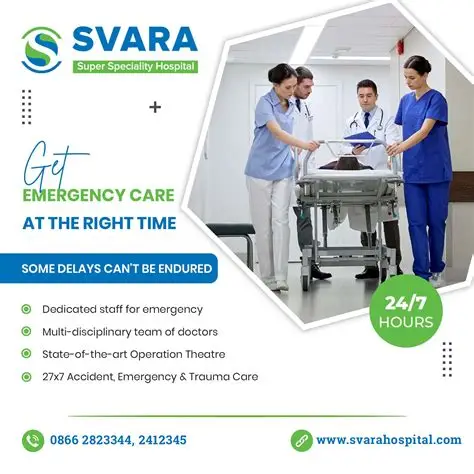 SVARA
Super Speciality Hospital
Get
EMERGENCY CARE
AT THE RIGHT TIME
SOME DELAYS CAN'T BE ENDURED
Dedicated staff for emergency
Multi-disciplinary team of doctors
State-of-the-art Operation Theatre
27x7 Accident, Emergency & Trauma Care
24/7
HOURS
0866 2823344, 2412345
www.svarahospital.com